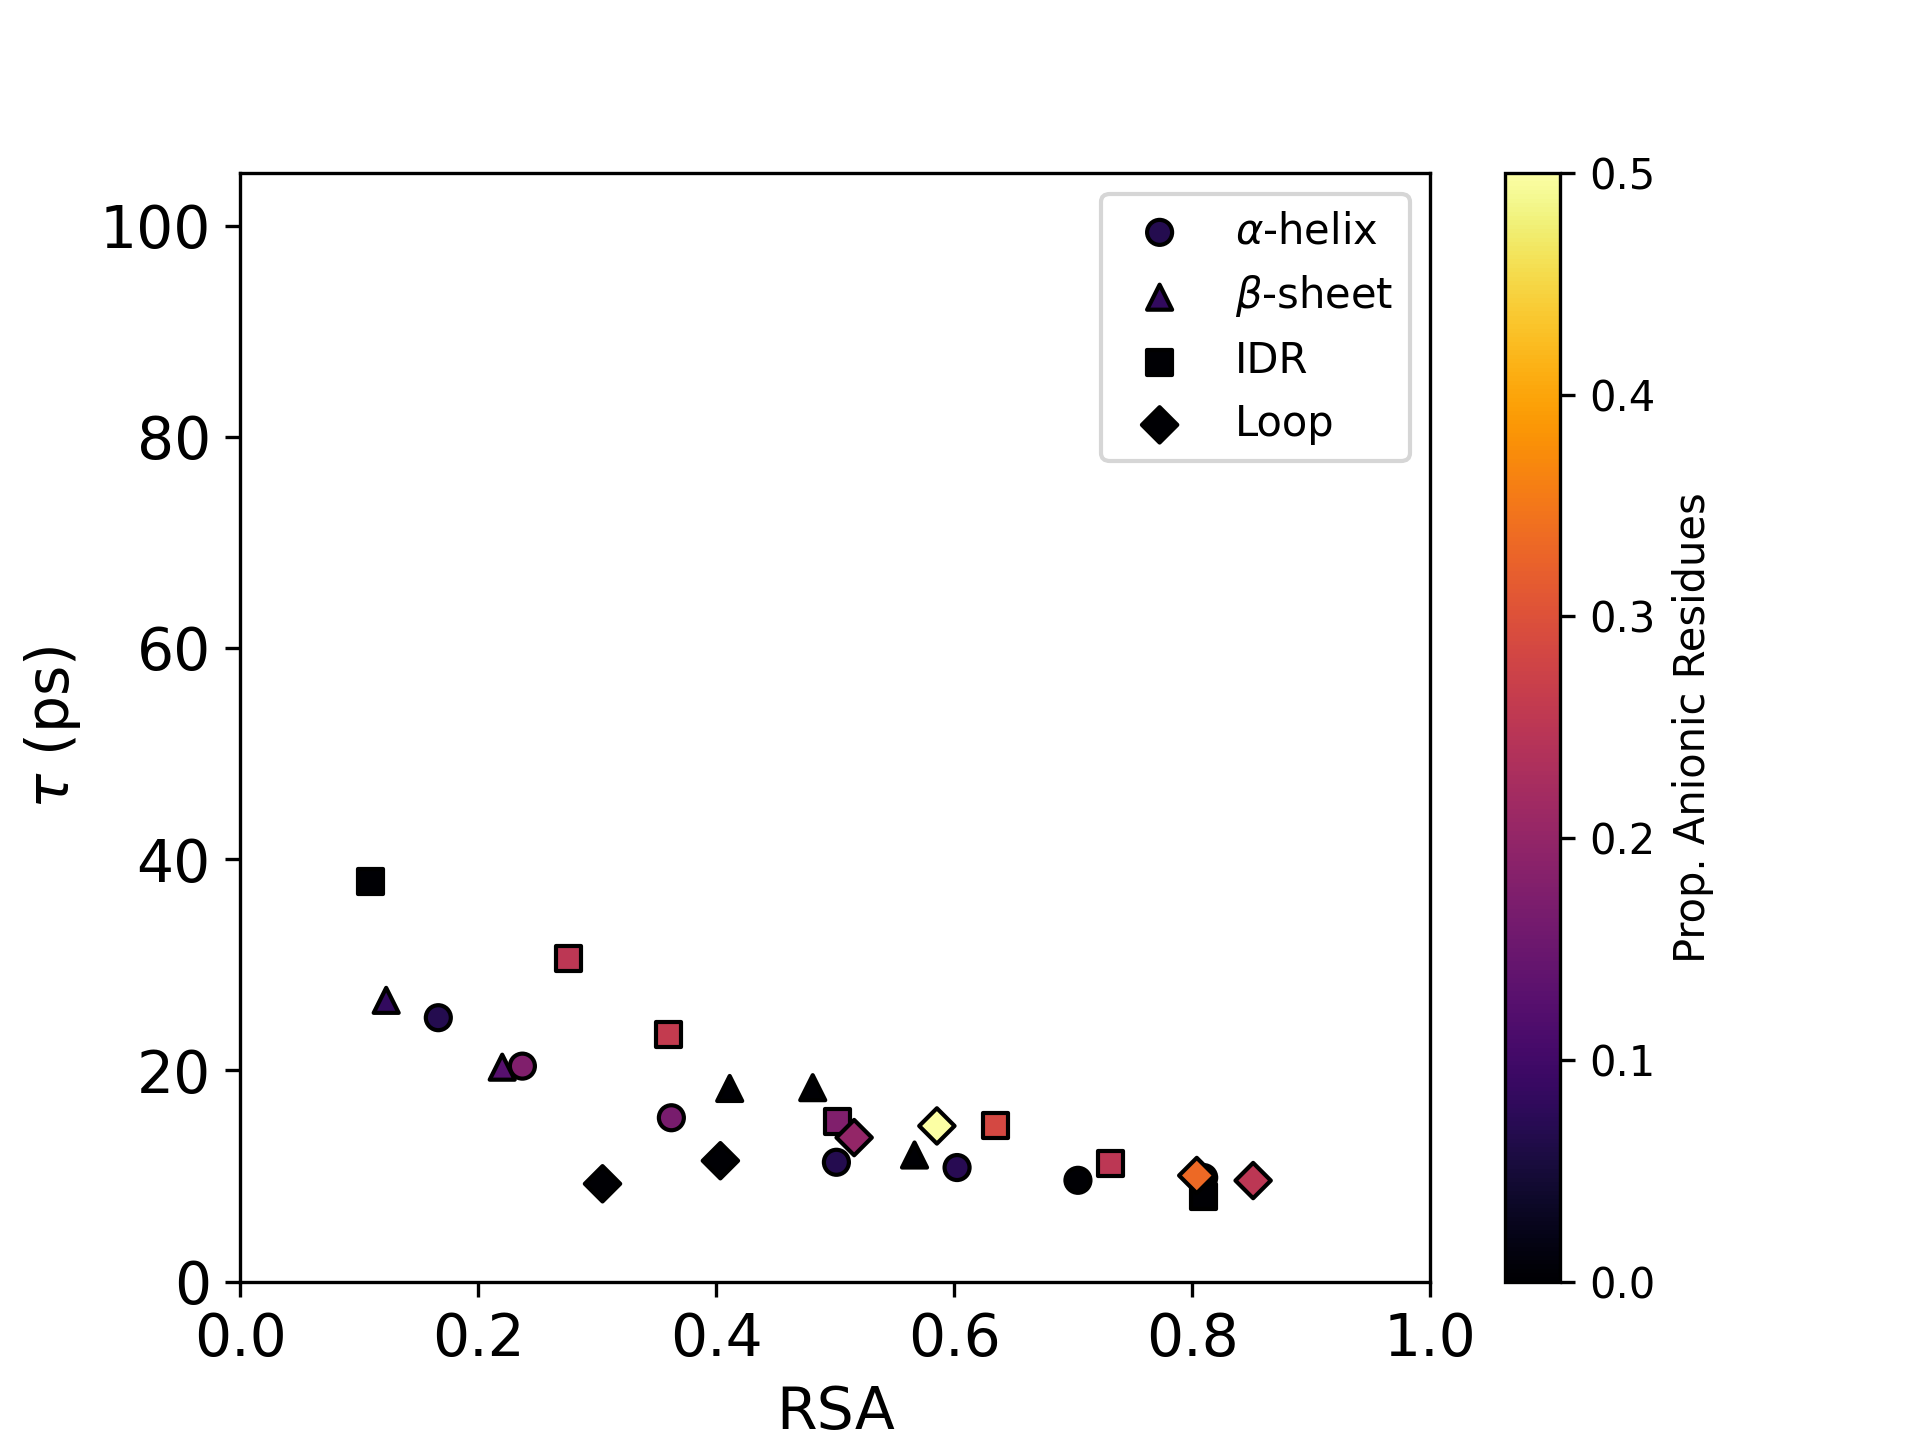 100
80
60
40
20
0
τ (ps)
0.0 0.2 0.4 0.6 0.8 1.0
RSA
α-helix
β-sheet
IDR
Loop
0.5
0.4
0.3
0.2
0.1
0.0
Prop. Anionic Residues